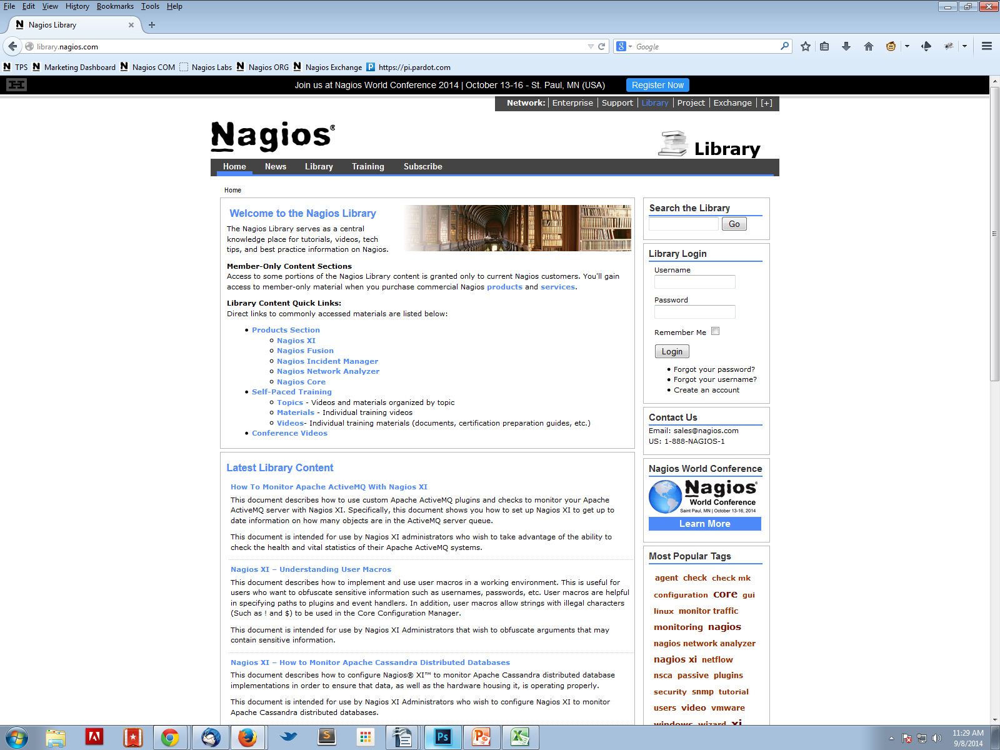 File Edit View History Bookmarks Tools Help
Nagios Library
library.nagios.com
Google
TPS Marketing Dashboard Nagios COM Nagios Labs Nagios ORG Nagios Exchange https://pi.pardot.com
Join us at Nagios World Conference 2014 | October 13-16 - St. Paul, MN (USA) Register Now
Network: Enterprise Support Library Project Exchange [+]
Nagios®
Library
Home News Library Training Subscribe
Home
Welcome to the Nagios Library
The Nagios Library serves as a central
knowledge place for tutorials, videos, tech
tips, and best practice information on Nagios.
Member-Only Content Sections
Access to some portions of the Nagios Library content is granted only to current Nagios customers. You'll gain
access to member-only material when you purchase commercial Nagios products and services.
Library Content Quick Links:
Direct links to commonly accessed materials are listed below:
Products Section
Nagios XI
Nagios Fusion
Nagios Incident Manager
Nagios Network Analyzer
Nagios Core
Self-Paced Training
Topics - Videos and materials organized by topic
Materials - Individual training videos
Videos- Individual training materials (documents, certification preparation guides, etc.)
Conference Videos
Latest Library Content
How To Monitor Apache ActiveMQ With Nagios XI
This document describes how to use custom Apache ActiveMQ plugins and checks to monitor your Apache
ActiveMQ server with Nagios XI. Specifically, this document shows you how to set up Nagios XI to get up to
date information on how many objects are in the ActiveMQ server queue.
This document is intended for use by Nagios XI administrators who wish to take advantage of the ability to
check the health and vital statistics of their Apache ActiveMQ systems.
Nagios XI – Understanding User Macros
This document describes how to implement and use user macros in a working environment. This is useful for
users who want to obfuscate sensitive information such as usernames, passwords, etc. User macros are helpful
in specifying paths to plugins and event handlers. In addition, user macros allow strings with illegal characters
(Such as ! and $) to be used in the Core Configuration Manager.
This document is intended for use by Nagios XI Administrators that wish to obfuscate arguments that may
contain sensitive information.
Nagios XI – How to Monitor Apache Cassandra Distributed Databases
This document describes how to configure Nagios® XI™ to monitor Apache Cassandra distributed database
implementations in order to ensure that data, as well as the hardware housing it, is operating properly.
This document is intended for use by Nagios XI Administrators who wish to configure Nagios XI to monitor
Apache Cassandra distributed databases.
Search the Library
Go
Library Login
Username
Password
Remember Me
Login
Forgot your password?
Forgot your username?
Create an account
Contact Us
Email: sales@nagios.com
US: 1-888-NAGIOS-1
Nagios World Conference
Nagios®
World Conference
Saint Paul, MN | October 13-16, 2014
Learn More
Most Popular Tags
agent check check mk
configuration core gui
linux monitor traffic
monitoring nagios
nagios network analyzer
nagios xi netflow
nsca passive plugins
security snmp tutorial
users video vmware
windows wizard xi
Ps
11:29 AM
9/8/2014